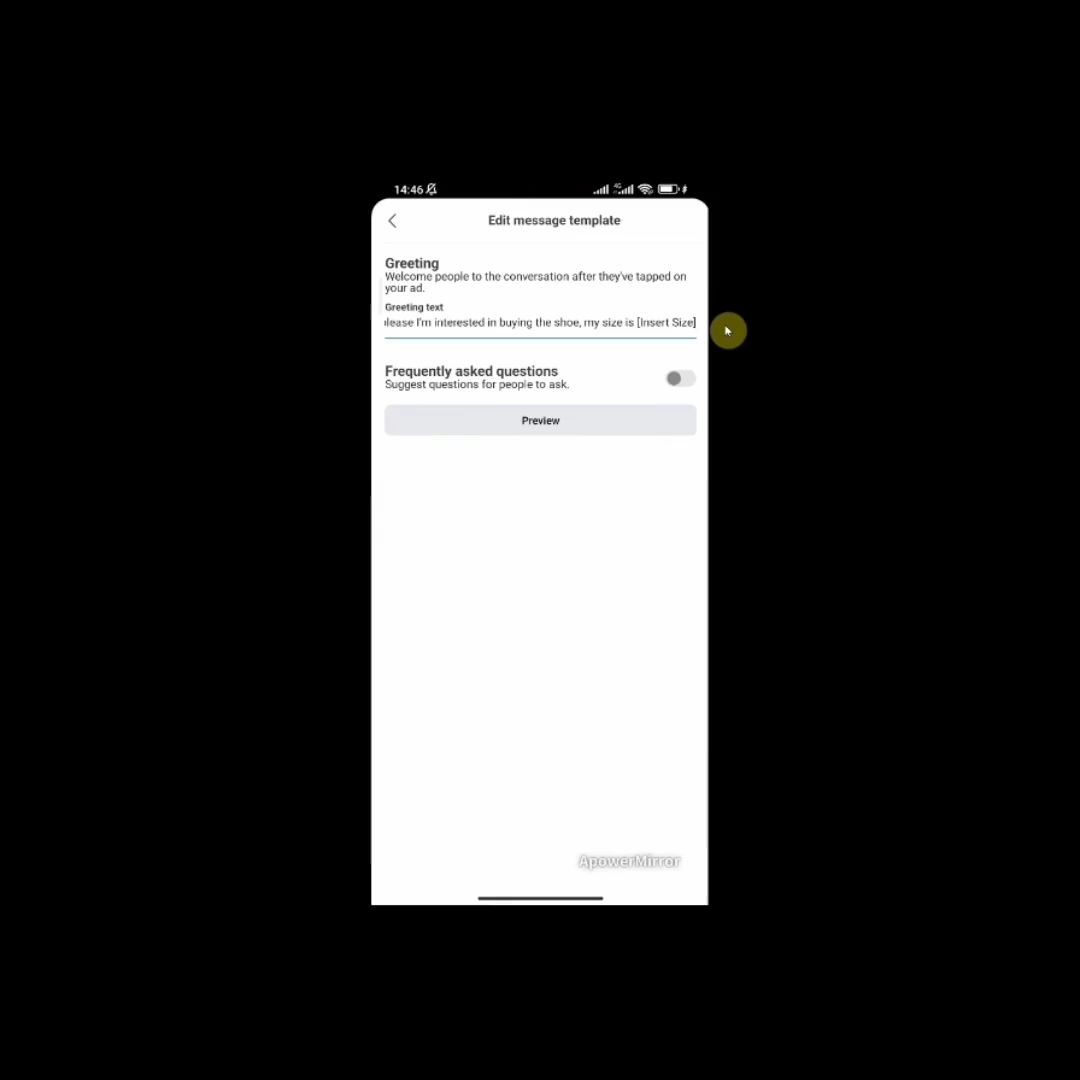 14:46
4G
Edit message template
Greeting
Welcome people to the conversation after they've tapped on
your ad.
Greeting text
please I'm interested in buying the shoe, my size is [Insert Size]
Frequently asked questions
Suggest questions for people to ask.
Preview
ApowerMirror